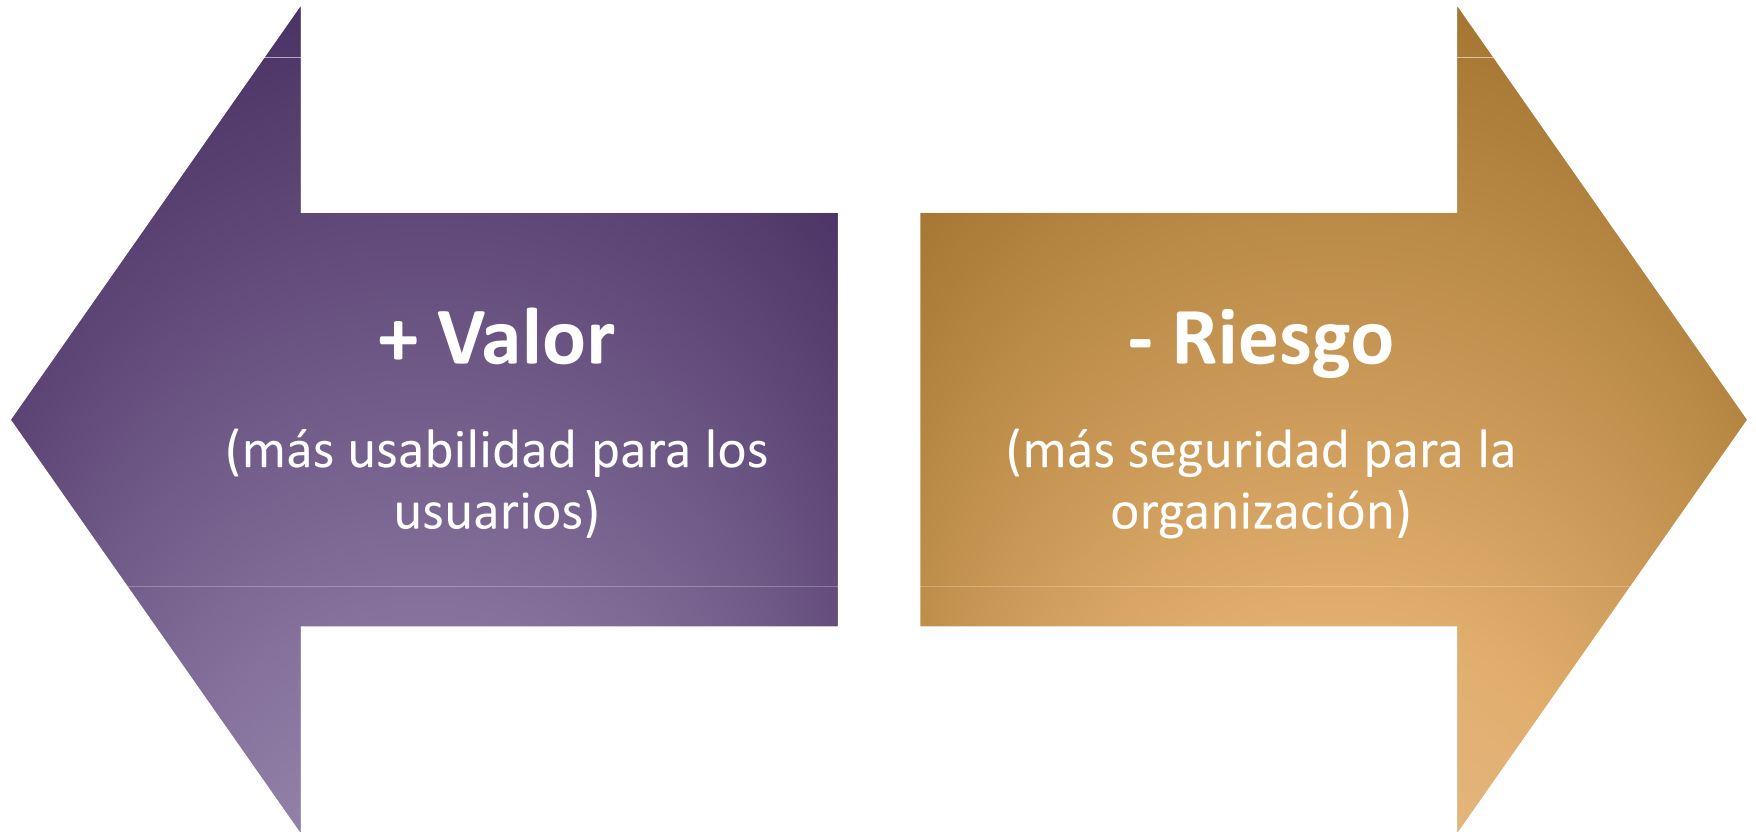 + Valor
(más usabilidad para los
usuarios)
- Riesgo
(más seguridad para la
organización)